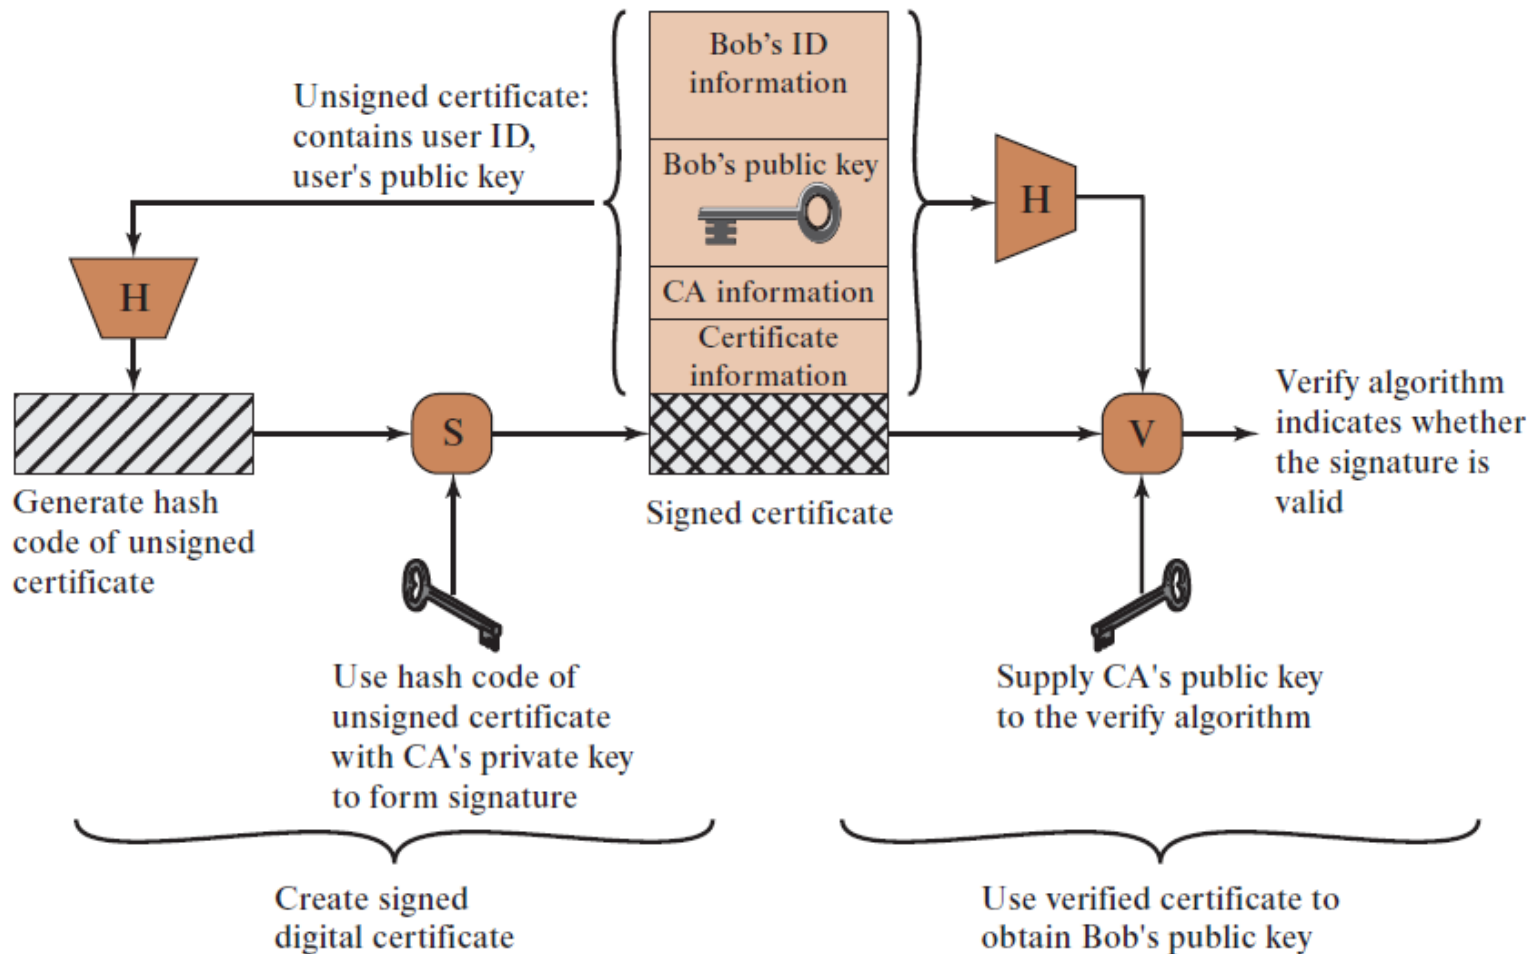 Bob’s ID
information
Unsigned certificate:
contains user ID,
user's public key
Bob’s public key
H
H
CA information
Certificate
information
S
V
Verify algorithm
indicates whether
the signature is
valid
Generate hash
code of unsigned
certificate
Signed certificate
Use hash code of
unsigned certificate
with CA's private key
to form signature
Supply CA's public key
to the verify algorithm
Create signed
digital certificate
Use verified certificate to
obtain Bob's public key